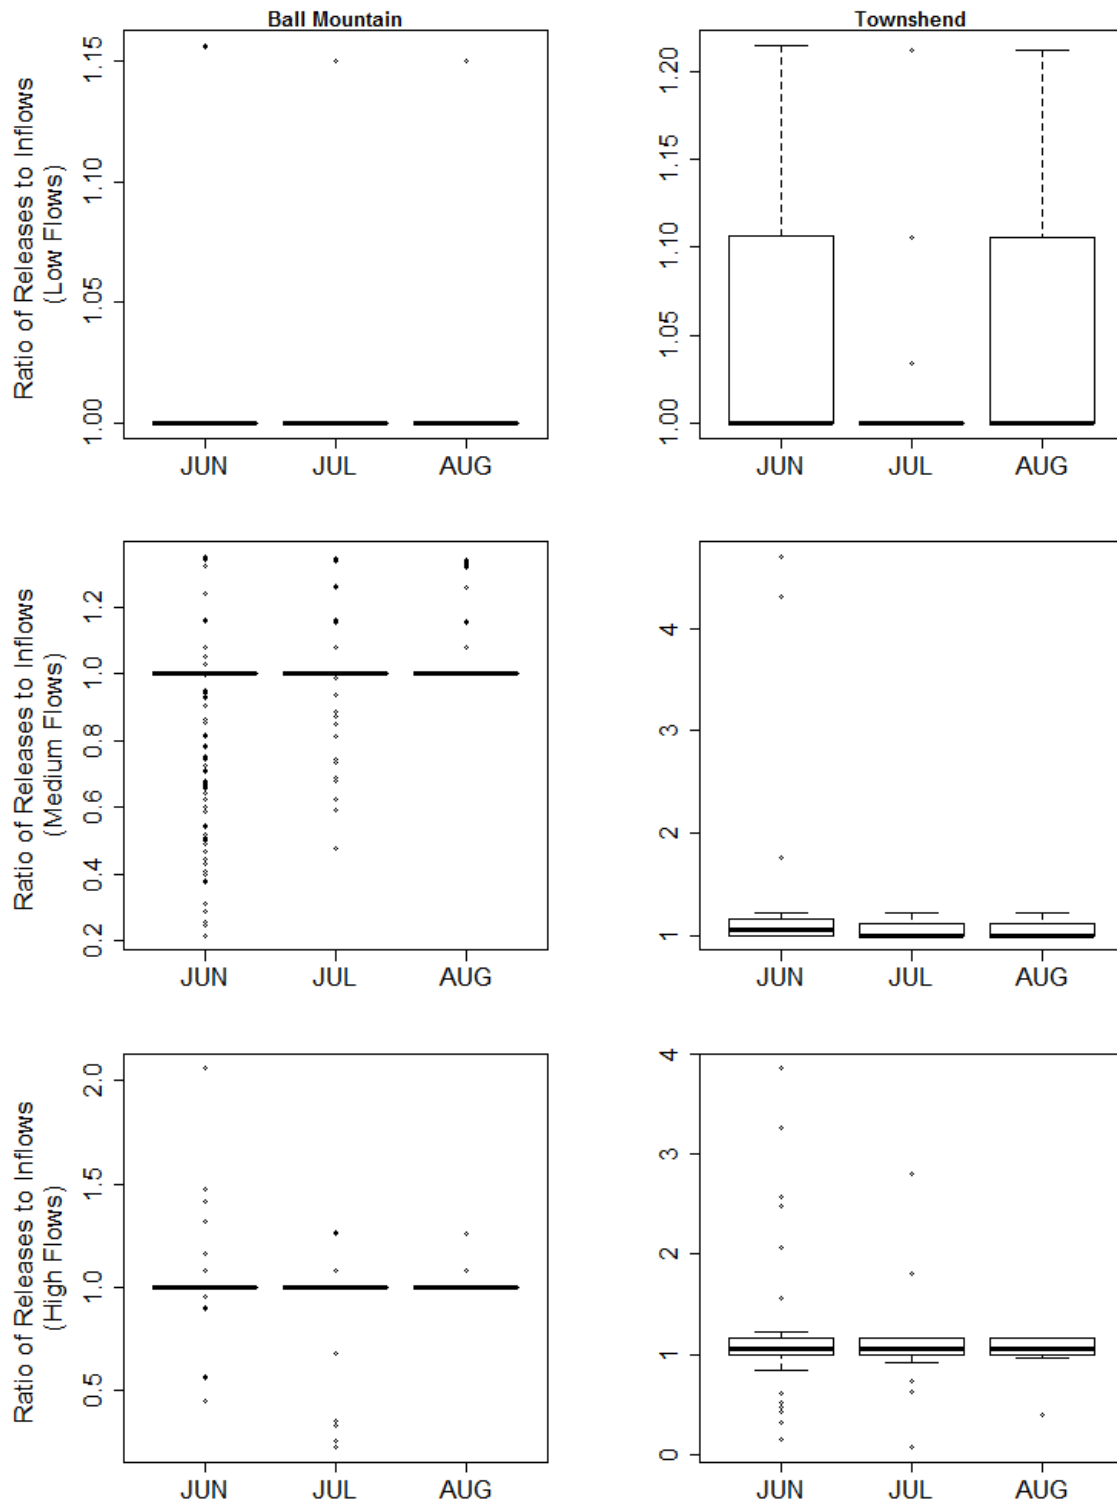 Ball Mountain
Townshend
Ratio of Releases to Inflows
(Low Flows)
1.15
1.10
1.05
1.00
JUN JUL AUG
1.20
1.15
1.10
1.05
1.00
JUN JUL AUG
Ratio of Releases to Inflows
(Medium Flows)
1.2
1.0
0.8
0.6
0.4
0.2
JUN JUL AUG
4
3
2
1
JUN JUL AUG
Ratio of Releases to Inflows
(High Flows)
2.0
1.5
1.0
0.5
JUN JUL AUG
4
3
2
1
0
JUN JUL AUG